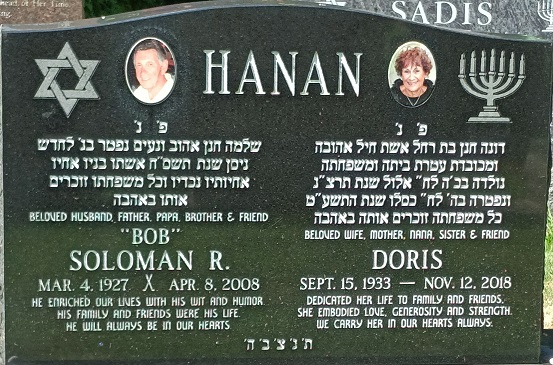 ahead of Her Time
SADIS
HANAN
פ׳ נ׳
שלמה חנן אהוב ונעים נפטר בג׳ לחדש
ניסן שנת תשס״ח אשתו בניו אחיו
אחיותיו נכדיו וכל משפחתו זוכרים
אותו באהבה
BELOVED HUSBAND, FATHER, PAPA, BROTHER & FRIEND
"BOB"
SOLOMAN R.
MAR. 4, 1927 APR. 8, 2008
HE ENRICHED OUR LIVES WITH HIS WIT AND HUMOR
HIS FAMILY AND FRIENDS WERE HIS LIFE.
HE WILL ALWAYS BE IN OUR HEARTS
פ׳ נ׳
דונה חנן בת רחל אשת חיל אהובה
ומכובדת עטרת ביתה ומשפחתה
נולדה בכ״ה לח״ אלול שנת תרצ״ג
ונפטרה בה׳ לח״ כסלו שנת התשע״ט
כל משפחתה זוכרים אותה באהבה
BELOVED WIFE, MOTHER, NANA, SISTER & FRIEND
DORIS
SEPT. 15, 1933 — NOV. 12, 2018
DEDICATED HER LIFE TO FAMILY AND FRIENDS.
SHE EMBODIED LOVE, GENEROSITY AND STRENGTH.
WE CARRY HER IN OUR HEARTS ALWAYS.
ת׳נ׳צ׳ב׳ה׳